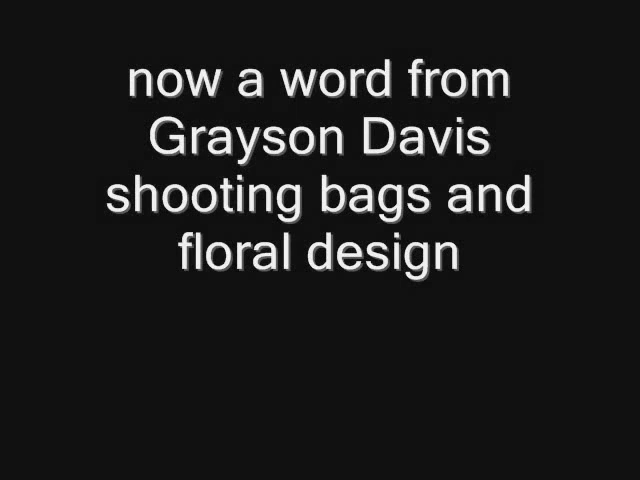 now a word from
Grayson Davis
shooting bags and
floral design